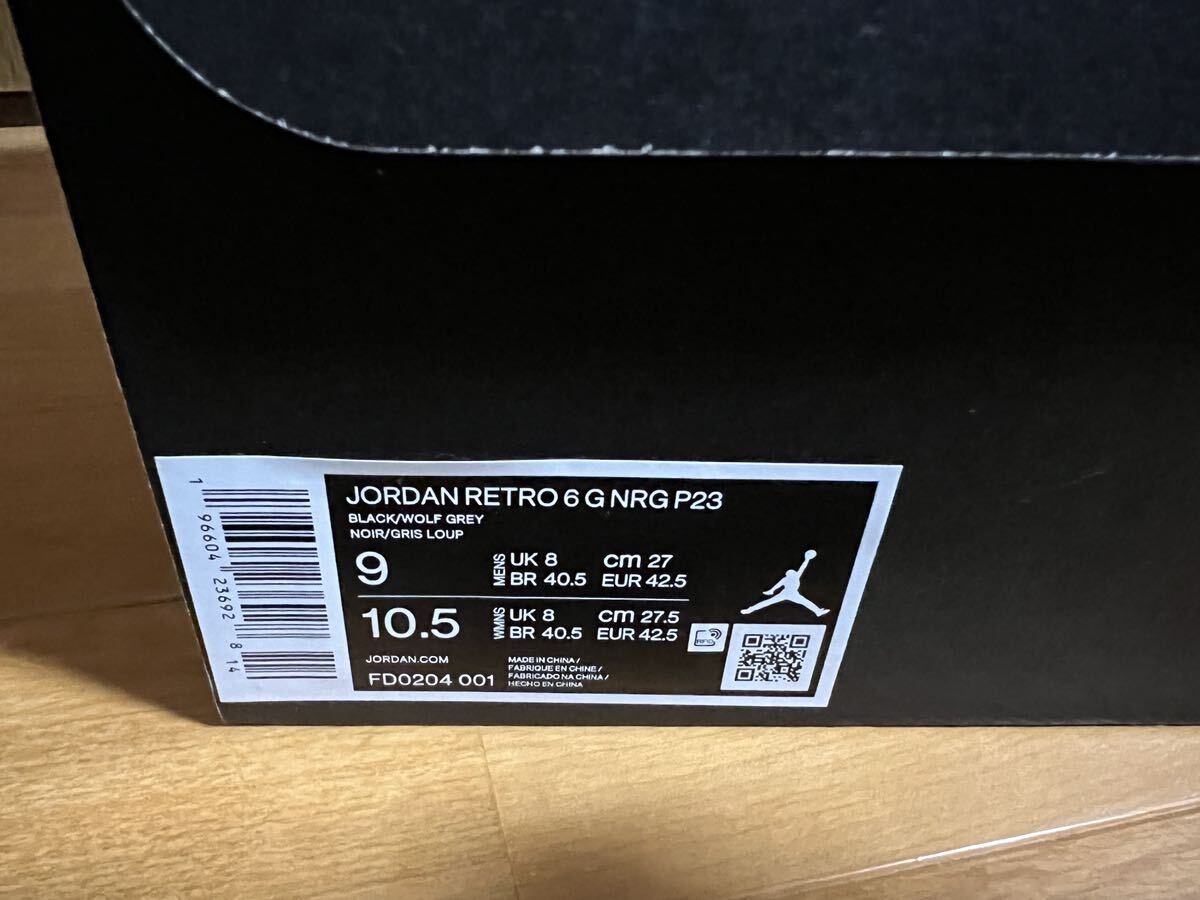 JORDAN RETRO 6 G NRG P23
BLACK/WOLF GREY
NOIR/GRIS LOUP
9 MENS UK 8 cm 27
BR 40.5 EUR 42.5
10.5 WMNS UK 8 cm 27.5
BR 40.5 EUR 42.5
JORDAN.COM
FD0204 001
MADE IN CHINA /
FABRIQUE EN CHINE /
FABRICADO NA CHINA /
HECHO EN CHINA
RFID
1 96604 23692 8 14